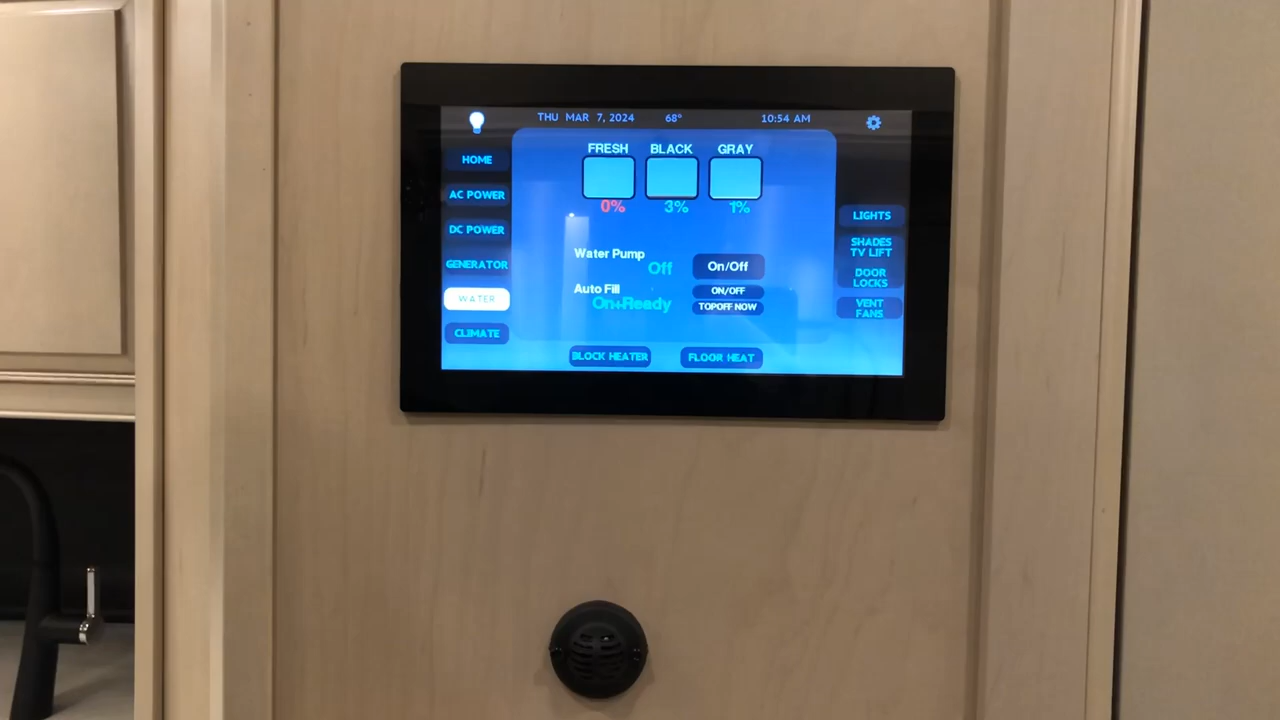 THU MAR 7, 2024 68° 10:54 AM
HOME
AC POWER
DC POWER
GENERATOR
WATER
CLIMATE
FRESH BLACK GRAY
0% 3% 1%
Water Pump
Off
On/Off
Auto Fill
On+Ready
ON/OFF
TOPOFF NOW
BLOCK HEATER
FLOOR HEAT
LIGHTS
SHADES
TV LIFT
DOOR
LOCKS
VENT
FANS